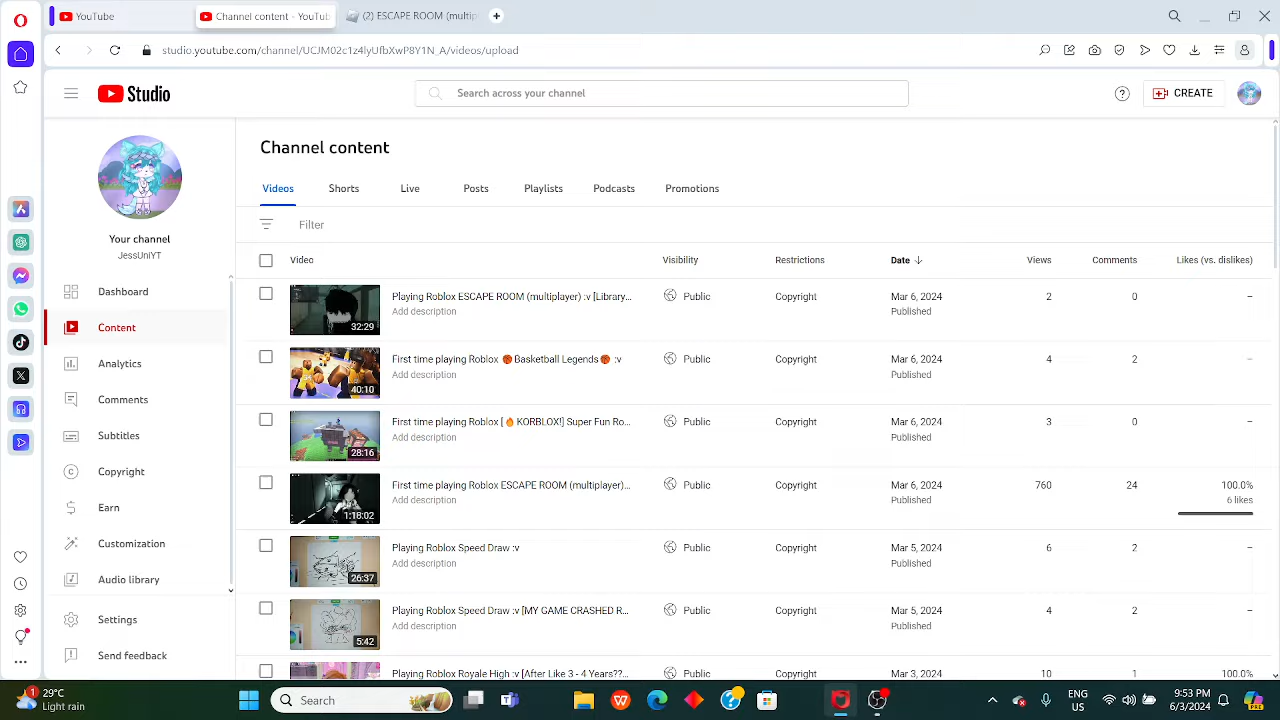 YouTube
Channel content - YouTub
(2) ESCAPE ROOM (multip
studio.youtube.com/channel/UCJM02c1z4lyUfbXwP8Y1N_A/videos/upload
Studio
Search across your channel
CREATE
Your channel
JessUniYT
Dashboard
Content
Analytics
Comments
Subtitles
Copyright
Earn
Customization
Audio library
Settings
Send feedback
Channel content
Videos Shorts Live Posts Playlists Podcasts Promotions
Filter
Video Visibility Restrictions Date Views Comments Likes (vs. dislikes)
Playing Roblox ESCAPE ROOM (multiplayer) :v [Library... Public Copyright Mar 6, 2024 2 0 –
32:29 Add description Published
First time playing Roblox 🏀Basketball Legends🏀 :v Public Copyright Mar 6, 2024 4 2 –
40:10 Add description Published
First time playing Roblox [🔥 KORBLOX!] Super Fun Ro... Public Copyright Mar 6, 2024 3 0 –
28:16 Add description Published
First time playing Roblox ESCAPE ROOM (multiplayer)... Public Copyright Mar 6, 2024 760 24 100.0%
1:18:02 Add description Published 6 likes
Playing Roblox Speed Draw :v Public Copyright Mar 5, 2024 6 2 –
26:37 Add description Published
Playing Roblox Speed Draw :v [MY GAME CRASHED R... Public Copyright Mar 5, 2024 4 2 –
5:42 Add description Published
Playing Roblox Royale High :v [After Like 3 - 4 Years??... Public Copyright Mar 3, 2024 10 1 100.0%
1 29°C
Light rain
Search
ENG
US
9:53 PM
6/3/2024